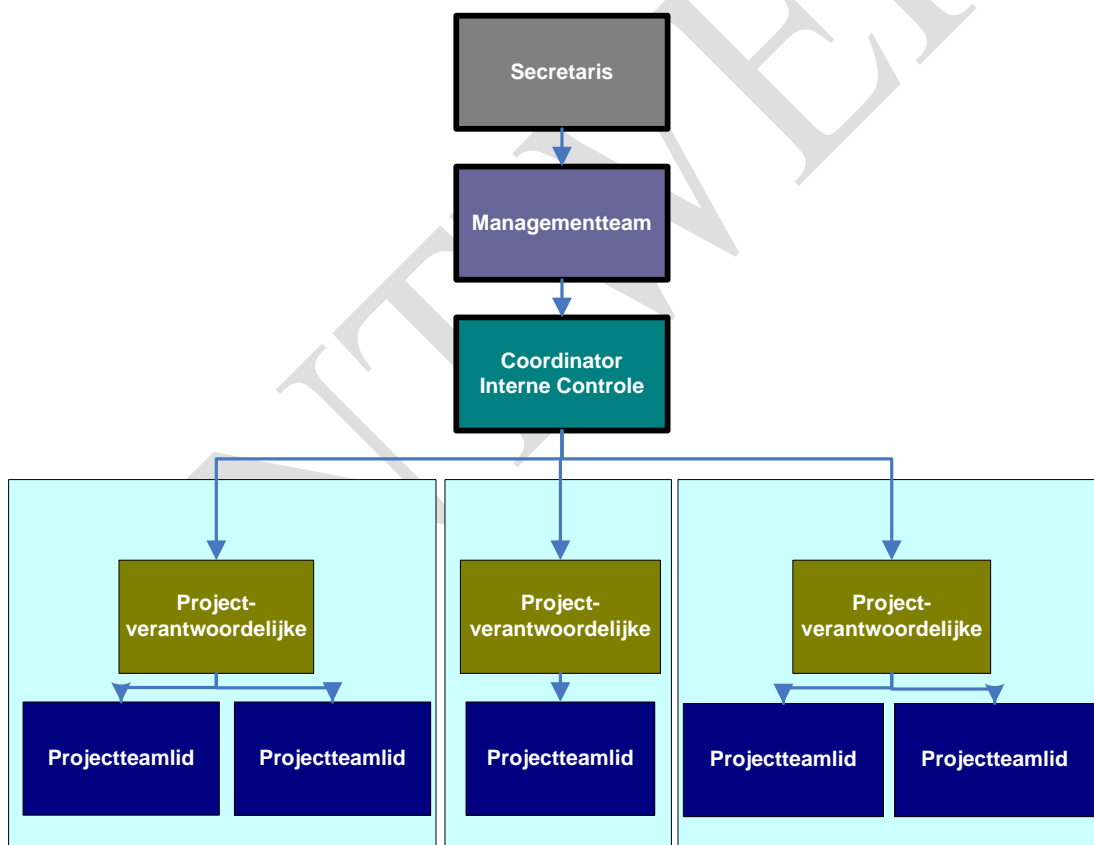 Secretaris
Managementteam
Coordinator
Interne Controle
Project-
verantwoordelijke
Project-
verantwoordelijke
Project-
verantwoordelijke
Projectteamlid
Projectteamlid
Projectteamlid
Projectteamlid
Projectteamlid